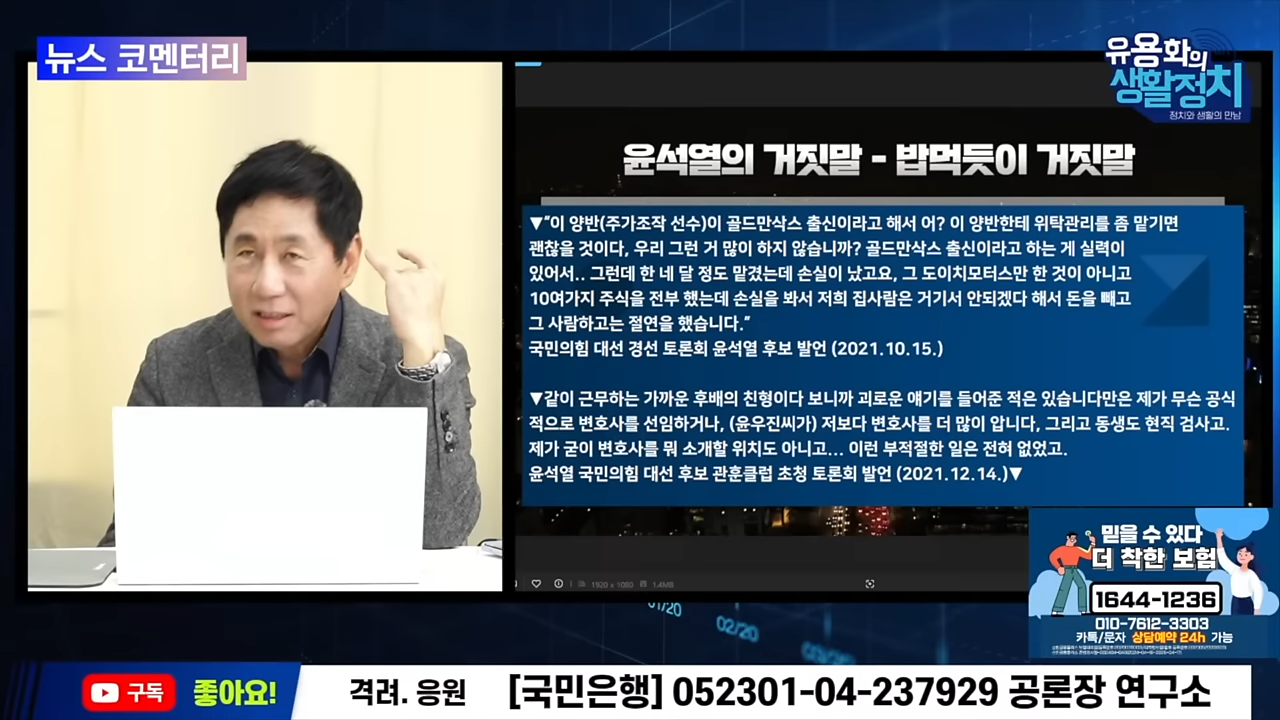 뉴스 코멘터리
유용화의
생활정치
정치와 생활의 만남
윤석열의 거짓말 - 밥먹듯이 거짓말
▼“이 양반(주가조작 선수)이 골드만삭스 출신이라고 해서 어? 이 양반한테 위탁관리를 좀 맡기면
괜찮을 것이다, 우리 그런 거 많이 하지 않습니까? 골드만삭스 출신이라고 하는 게 실력이
있어서.. 그런데 한 네 달 정도 맡겼는데 손실이 났고요, 그 도이치모터스만 한 것이 아니고
10여가지 주식을 전부 했는데 손실을 봐서 저희 집사람은 거기서 안되겠다 해서 돈을 빼고
그 사람하고는 절연을 했습니다.”
국민의힘 대선 경선 토론회 윤석열 후보 발언 (2021.10.15.)
▼같이 근무하는 가까운 후배의 친형이다 보니까 괴로운 얘기를 들어준 적은 있습니다만은 제가 무슨 공식
적으로 변호사를 선임하거나, (윤우진씨가) 저보다 변호사를 더 많이 압니다, 그리고 동생도 현직 검사고.
제가 굳이 변호사를 뭐 소개할 위치도 아니고... 이런 부적절한 일은 전혀 없었고.
윤석열 국민의힘 대선 후보 관훈클럽 초청 토론회 발언 (2021.12.14.)▼
1920 x 1080 1.4MB
믿을 수 있다
더 착한 보험
1644-1236
010-7612-3303
카톡/문자 상담예약 24h 가능
01/20
02/20
구독
좋아요!
격려. 응원 [국민은행] 052301-04-237929 공론장 연구소